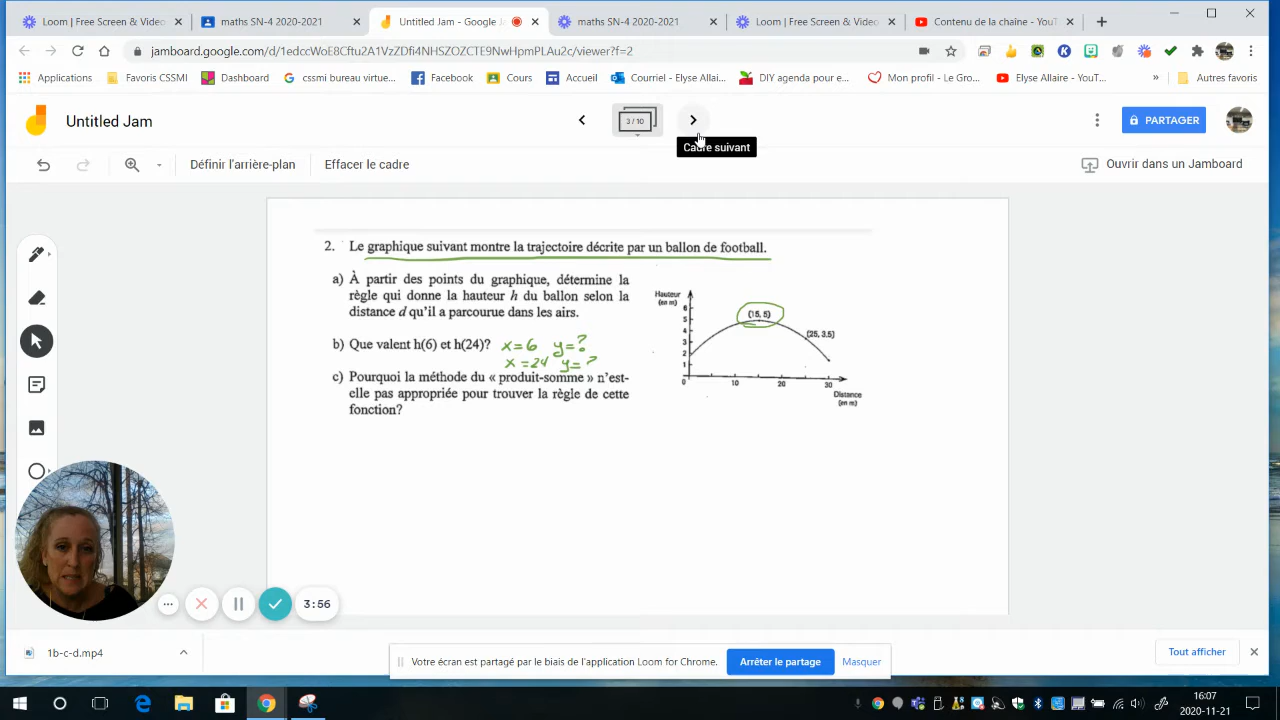 Loom | Free Screen & Video
maths SN-4 2020-2021
Untitled Jam - Google J
maths SN-4 2020-2021
Loom | Free Screen & Video
Contenu de la chaîne - You
jamboard.google.com/d/1edccWoE8Cftu2A1VzZDfi4NHSZOZCTE9NwHpmPLAu2c/viewer?f=2
Applications
Favoris CSSMI
Dashboard
cssmi bureau virtue...
Facebook
Cours
Accueil
Courriel - Elyse Allai...
DIY agenda pour e...
Mon profil - Le Gro...
Elyse Allaire - YouT...
»
Autres favoris
Untitled Jam
3 / 10
PARTAGER
Cadre suivant
Définir l'arrière-plan
Effacer le cadre
Ouvrir dans un Jamboard
2. Le graphique suivant montre la trajectoire décrite par un ballon de football.
a) À partir des points du graphique, détermine la
règle qui donne la hauteur h du ballon selon la
distance d qu'il a parcourue dans les airs.
b) Que valent h(6) et h(24)? x=6 y=?
x=24 y=?
c) Pourquoi la méthode du « produit-somme » n'est-
elle pas appropriée pour trouver la règle de cette
fonction?
Hauteur
(en m)
6
5
4
3
2
1
0
10
20
30
(15, 5)
(25, 3.5)
Distance
(en m)
3:56
1b-c-d.mp4
Votre écran est partagé par le biais de l'application Loom for Chrome.
Arrêter le partage
Masquer
Tout afficher
16:07
2020-11-21